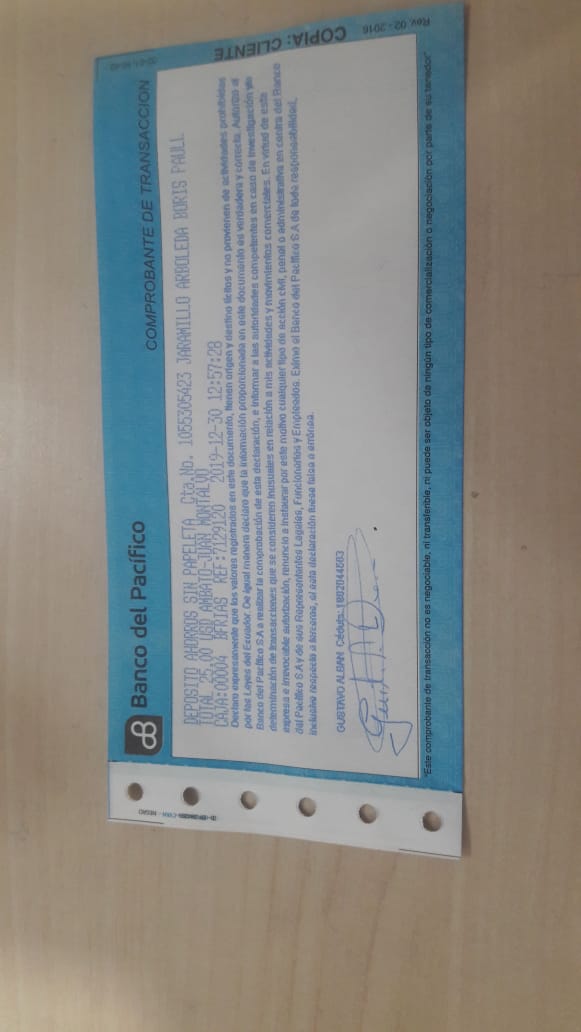 Banco del Pacífico
COMPROBANTE DE TRANSACCION
DEPOSITO AHORROS SIN PAPELETA Cta.No. 1055305423 JARAMILLO ARBOLEDA BORIS PAULL
TOTAL 25.00 USD AMBATO-JUAN MONTALVO
CAJA:00004 BFRIAS REF:7129120 2019-12-30 12:57:28
Declaro expresamente que los valores registrados en este documento, tienen origen y destino lícitos y no provienen de actividades prohibidas
por las Leyes del Ecuador. De igual manera declaro que la información proporcionada en este documento es verdadera y correcta. Autorizo al
Banco del Pacífico S.A a realizar la comprobación de esta declaración, e informar a las autoridades competentes en caso de investigación y/o
determinación de transacciones que se consideren inusuales en relación a mis actividades y movimientos comerciales. En virtud de esta
expresa e irrevocable autorización, renuncio a instaurar por este motivo cualquier tipo de acción civil, penal o administrativa en contra del Banco
del Pacífico S.A y de sus Representantes Legales, Funcionarios y Empleados. Eximo al Banco del Pacífico S.A de toda responsabilidad,
inclusive respecto a terceros, si esta declaración fuese falsa o errónea.
GUSTAVO ALBAN Cédula: 1802044503
"Este comprobante de transacción no es negociable, ni transferible, ni puede ser objeto de ningún tipo de comercialización o negociación por parte de su tenedor"
COPIA: CLIENTE
Rev. 02 - 2016